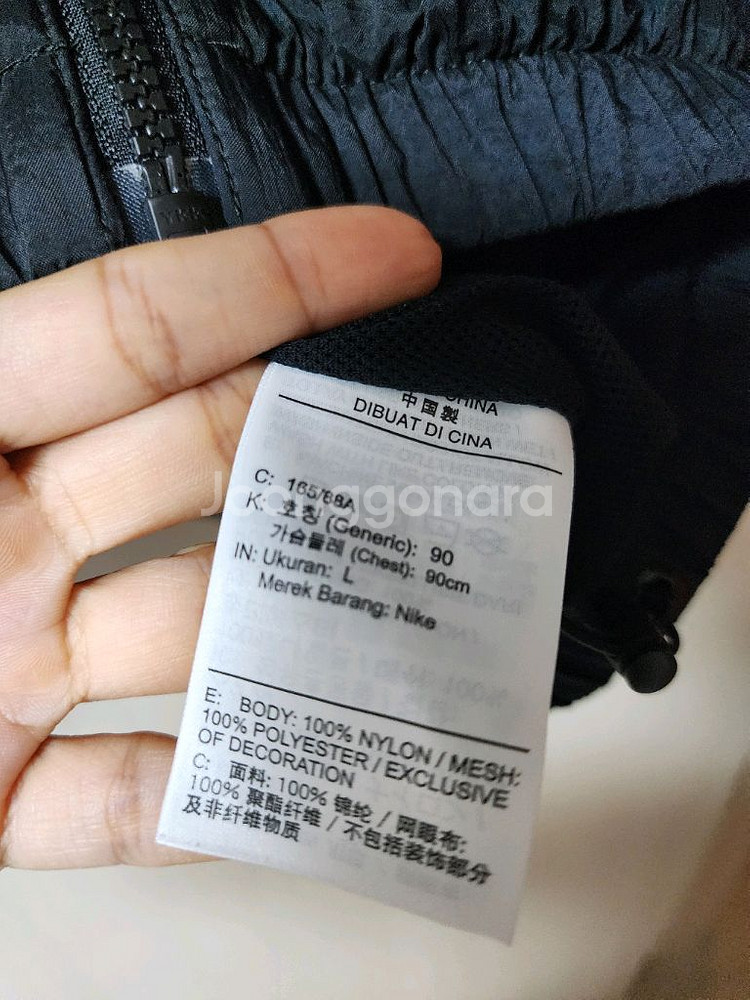 CHINA
中国製
DIBUAT DI CINA
C: 165/88A
K: 호칭 (Generic): 90
가슴둘레 (Chest): 90cm
IN: Ukuran: L
Merek Barang: Nike
E: BODY: 100% NYLON / MESH:
100% POLYESTER / EXCLUSIVE
OF DECORATION
C: 面料: 100% 锦纶 / 网眼布:
100% 聚酯纤维 / 不包括装饰部分
及非纤维物质
Joonggonara